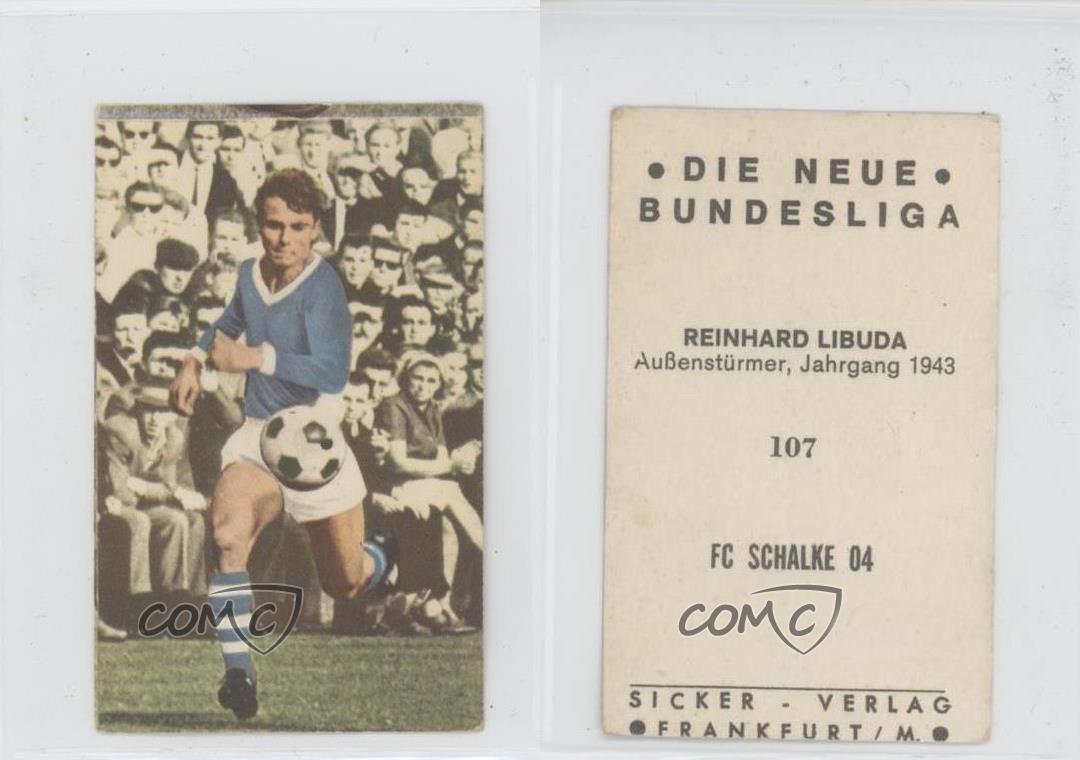 COMC
• DIE NEUE •
BUNDESLIGA
REINHARD LIBUDA
Außenstürmer, Jahrgang 1943
107
FC SCHALKE 04
COMC
SICKER - VERLAG
● FRANKFURT / M. ●